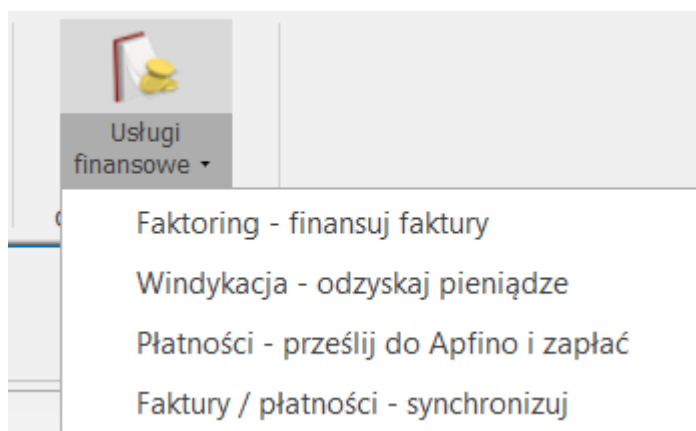 Usługi
finansowe
Faktoring - finansuj faktury
Windykacja - odzyskaj pieniądze
Płatności - prześlij do Apfino i zapłać
Faktury / płatności - synchronizuj